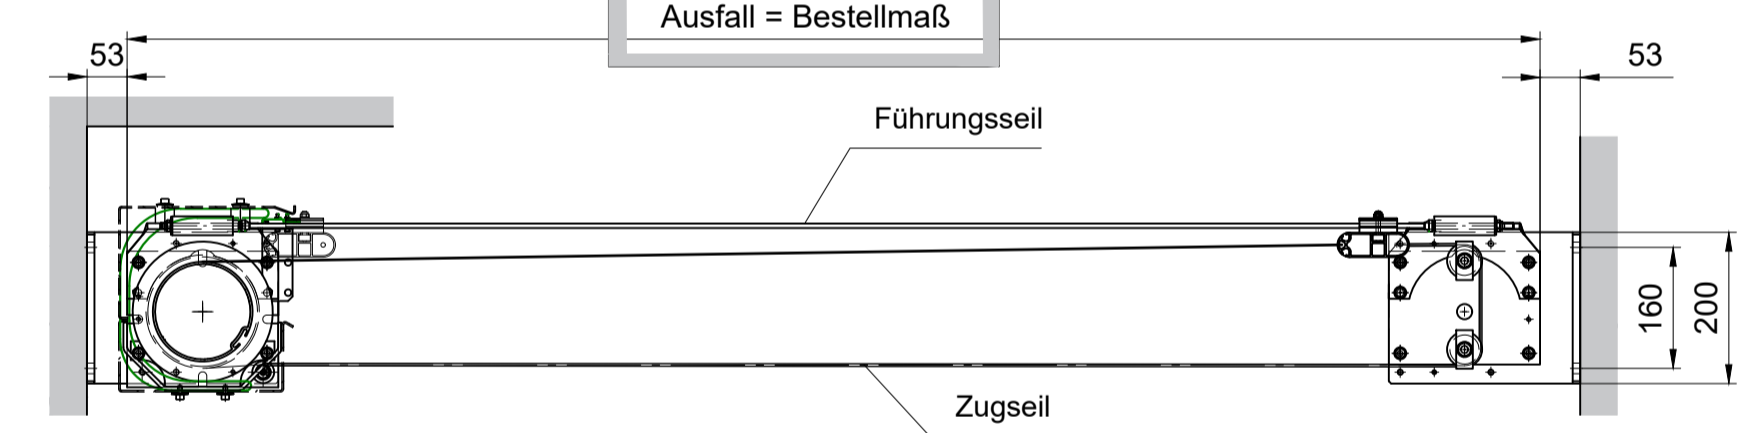 Ausfall = Bestellmaß
53
53
Führungsseil
160
200
Zugseil